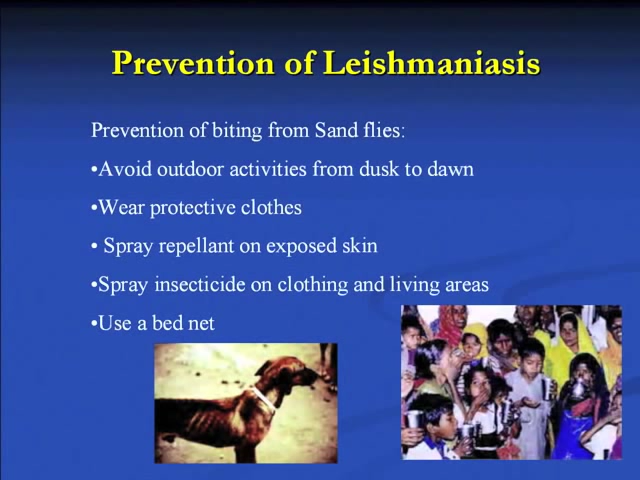 Prevention of Leishmaniasis
Prevention of biting from Sand flies:
•Avoid outdoor activities from dusk to dawn
•Wear protective clothes
• Spray repellant on exposed skin
•Spray insecticide on clothing and living areas
•Use a bed net